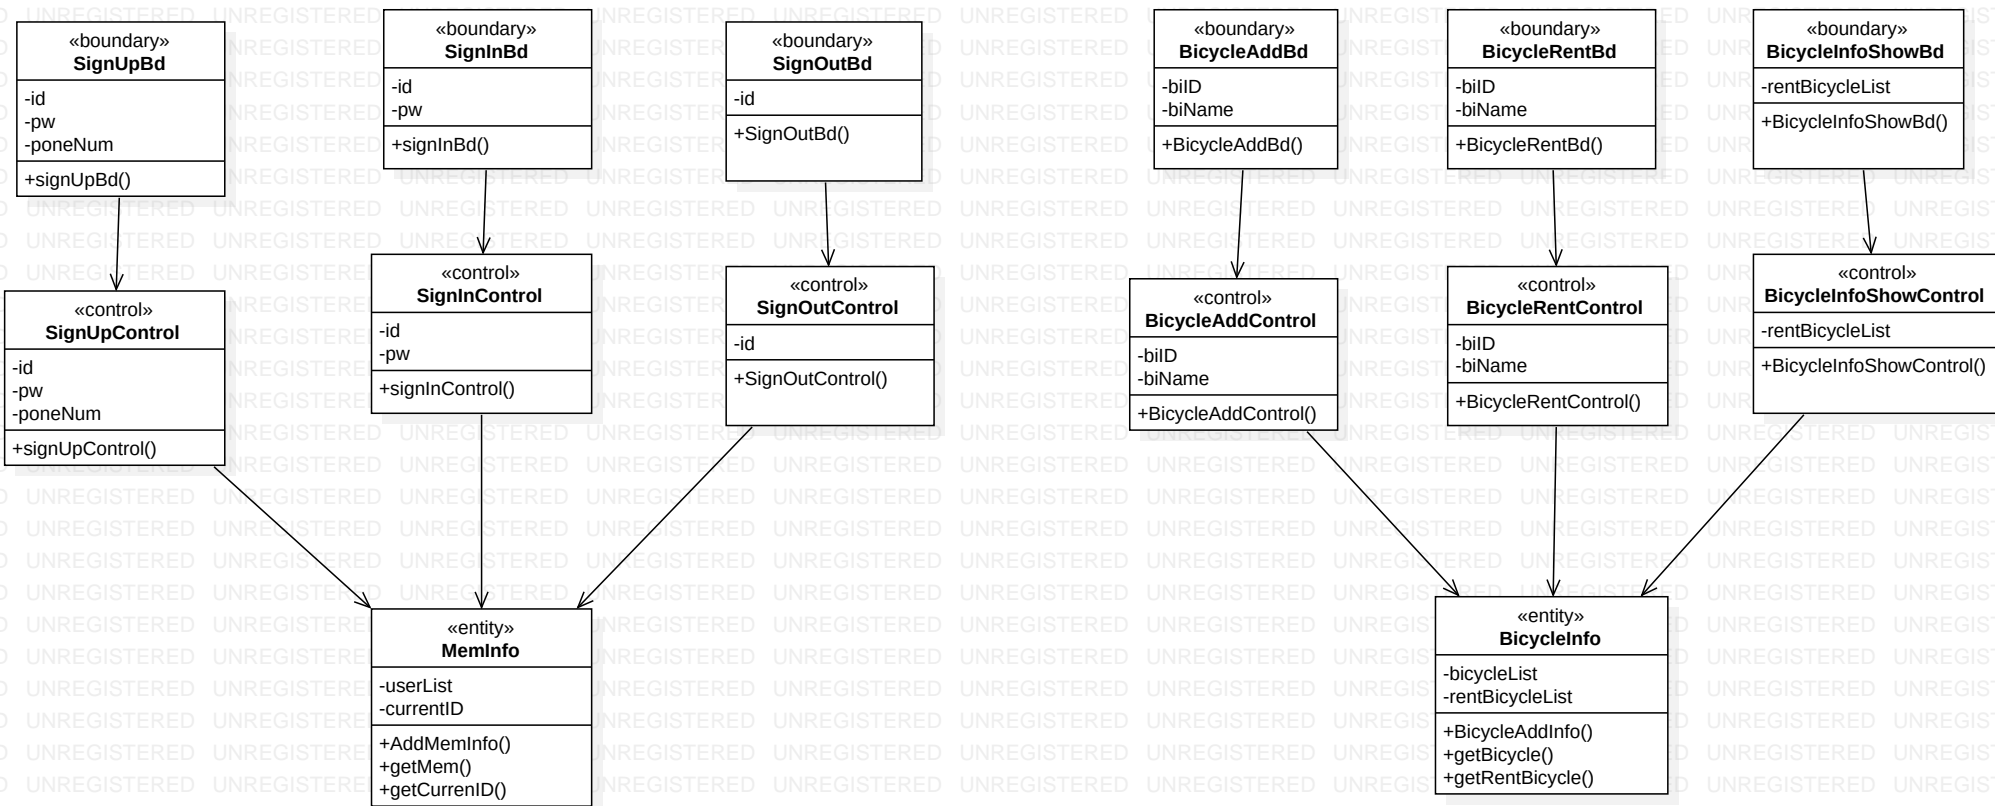 «boundary»
SignUpBd
-id
-pw
-poneNum
+signUpBd()
«boundary»
SignInBd
-id
-pw
+signInBd()
«boundary»
SignOutBd
-id
+SignOutBd()
«boundary»
BicycleAddBd
-biID
-biName
+BicycleAddBd()
«boundary»
BicycleRentBd
-biID
-biName
+BicycleRentBd()
«boundary»
BicycleInfoShowBd
-rentBicycleList
+BicycleInfoShowBd()
«control»
SignUpControl
-id
-pw
-poneNum
+signUpControl()
«control»
SignInControl
-id
-pw
+signInControl()
«control»
SignOutControl
-id
+SignOutControl()
«control»
BicycleAddControl
-biID
-biName
+BicycleAddControl()
«control»
BicycleRentControl
-biID
-biName
+BicycleRentControl()
«control»
BicycleInfoShowControl
-rentBicycleList
+BicycleInfoShowControl()
«entity»
MemInfo
-userList
-currentID
+AddMemInfo()
+getMem()
+getCurrenID()
«entity»
BicycleInfo
-bicycleList
-rentBicycleList
+BicycleAddInfo()
+getBicycle()
+getRentBicycle()
UNREGISTERED